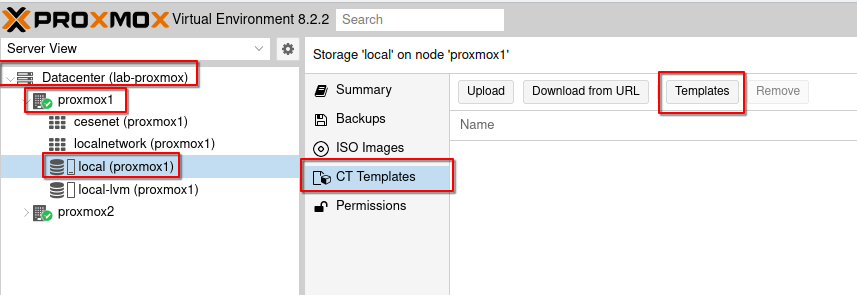 PROXMOX Virtual Environment 8.2.2 Search
Server View
Datacenter (lab-proxmox)
proxmox1
cesenet (proxmox1)
localnetwork (proxmox1)
local (proxmox1)
local-lvm (proxmox1)
proxmox2
Storage 'local' on node 'proxmox1'
Summary
Backups
ISO Images
CT Templates
Permissions
Upload Download from URL Templates Remove
Name